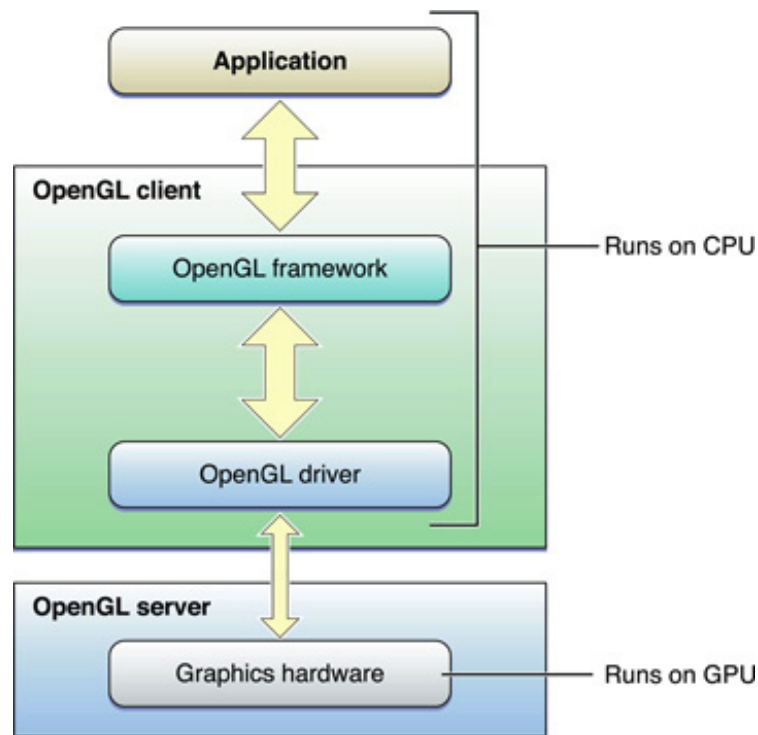 Application
OpenGL client
OpenGL framework
Runs on CPU
OpenGL driver
OpenGL server
Graphics hardware
Runs on GPU